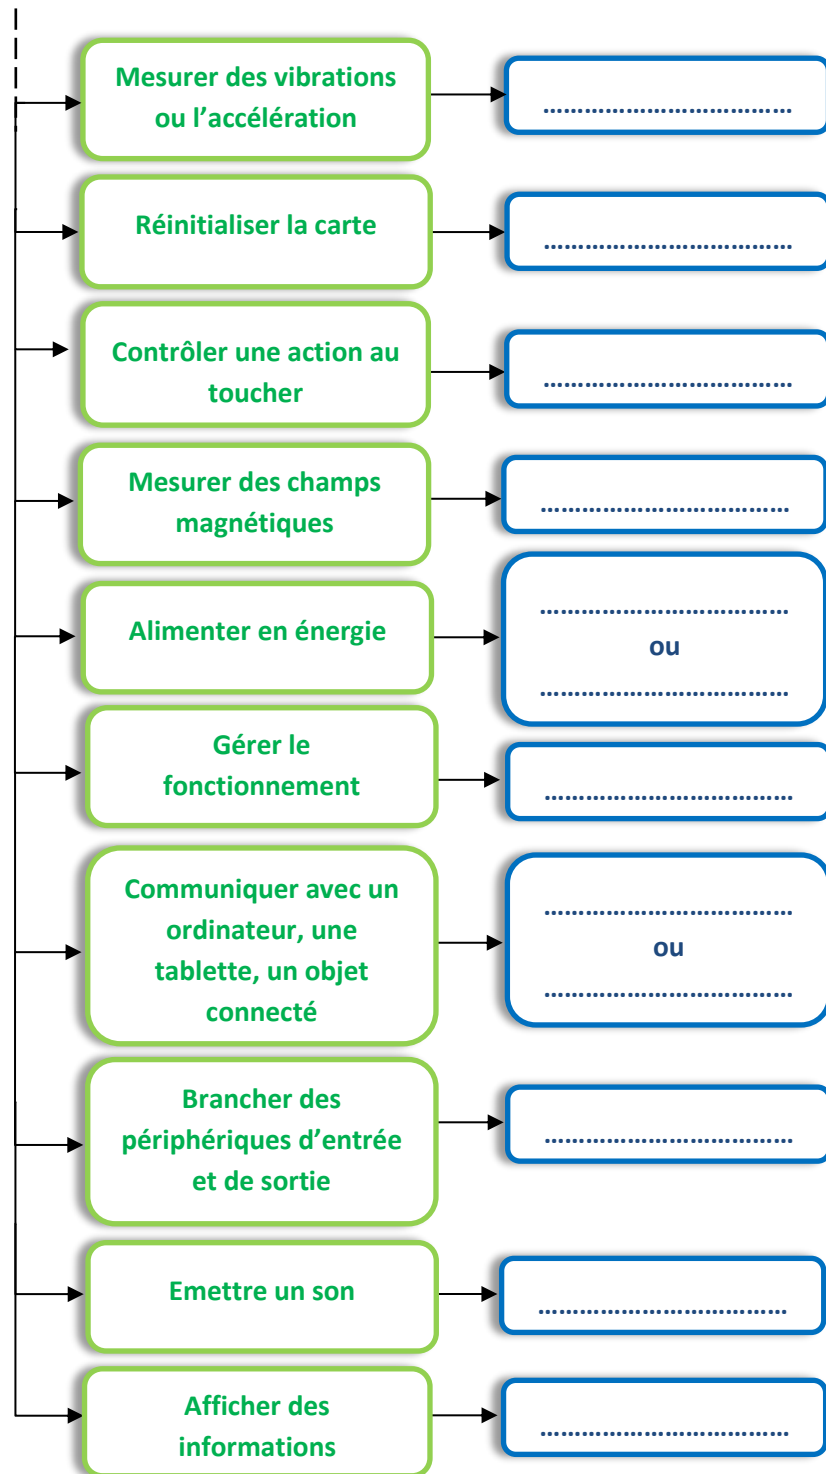 Mesurer des vibrations
ou l’accélération
....................................
Réinitialiser la carte
....................................
Contrôler une action au
toucher
....................................
Mesurer des champs
magnétiques
....................................
Alimenter en énergie
....................................
ou
....................................
Gérer le
fonctionnement
....................................
Communiquer avec un
ordinateur, une
tablette, un objet
connecté
....................................
ou
....................................
Brancher des
périphériques d’entrée
et de sortie
....................................
Emettre un son
....................................
Afficher des
informations
....................................